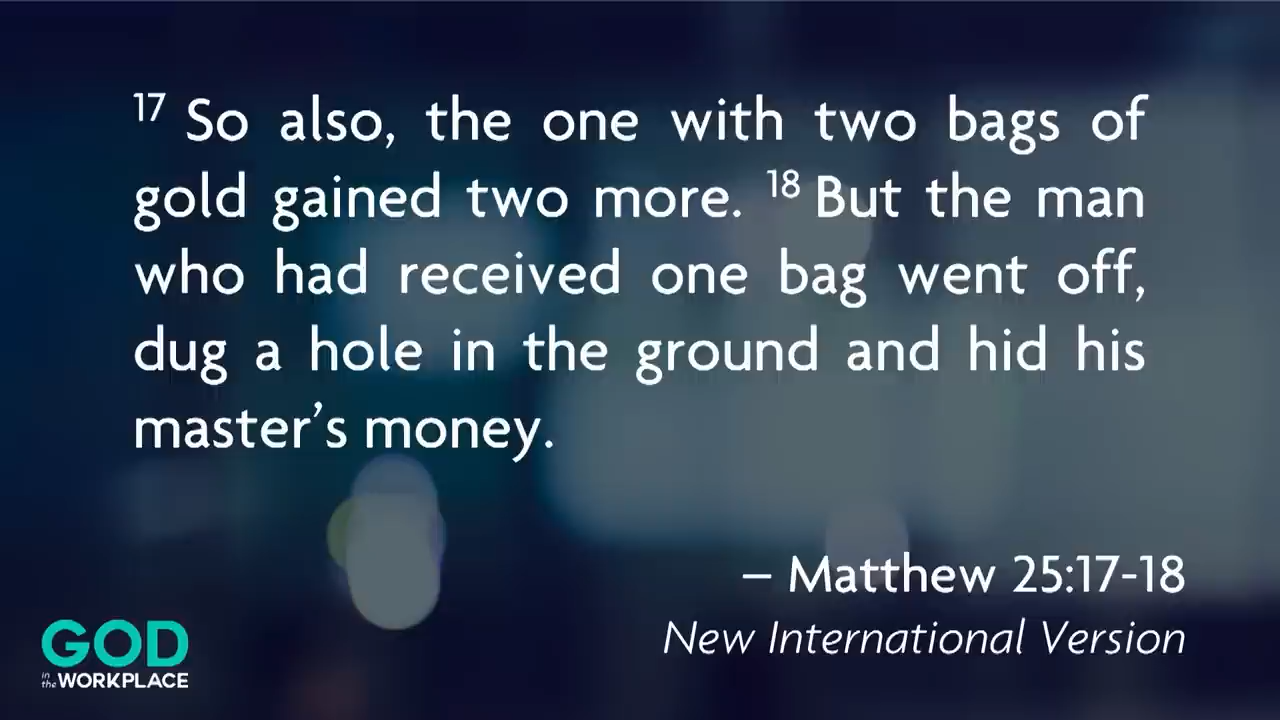 17 So also, the one with two bags of
gold gained two more. 18 But the man
who had received one bag went off,
dug a hole in the ground and hid his
master’s money.
– Matthew 25:17-18
New International Version
GOD
in the WORKPLACE